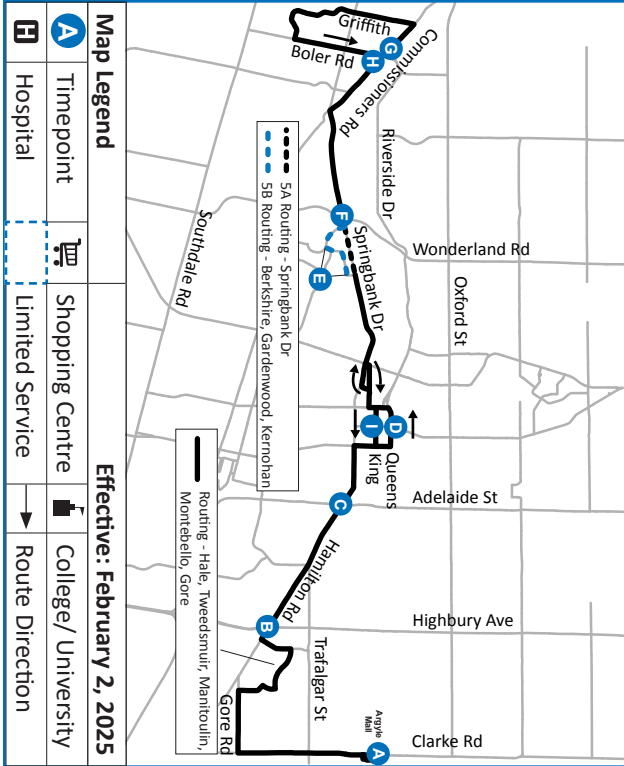 Griffith
Boler Rd
Commissioners Rd
G
H
Riverside Dr
Wonderland Rd
Oxford St
Springbank Dr
F
E
Southdale Rd
5A Routing - Springbank Dr
5B Routing - Berkshire, Gardenwood, Kernohan
D
I
Queens
King
Adelaide St
C
Hamilton Rd
Highbury Ave
B
Trafalgar St
Gore Rd
Argyle
Mall
A
Clarke Rd
Routing - Hale, Tweedsmuir, Manitoulin,
Montebello, Gore
Map Legend
Effective: February 2, 2025
A Timepoint
Shopping Centre
College/ University
H Hospital
Limited Service
Route Direction